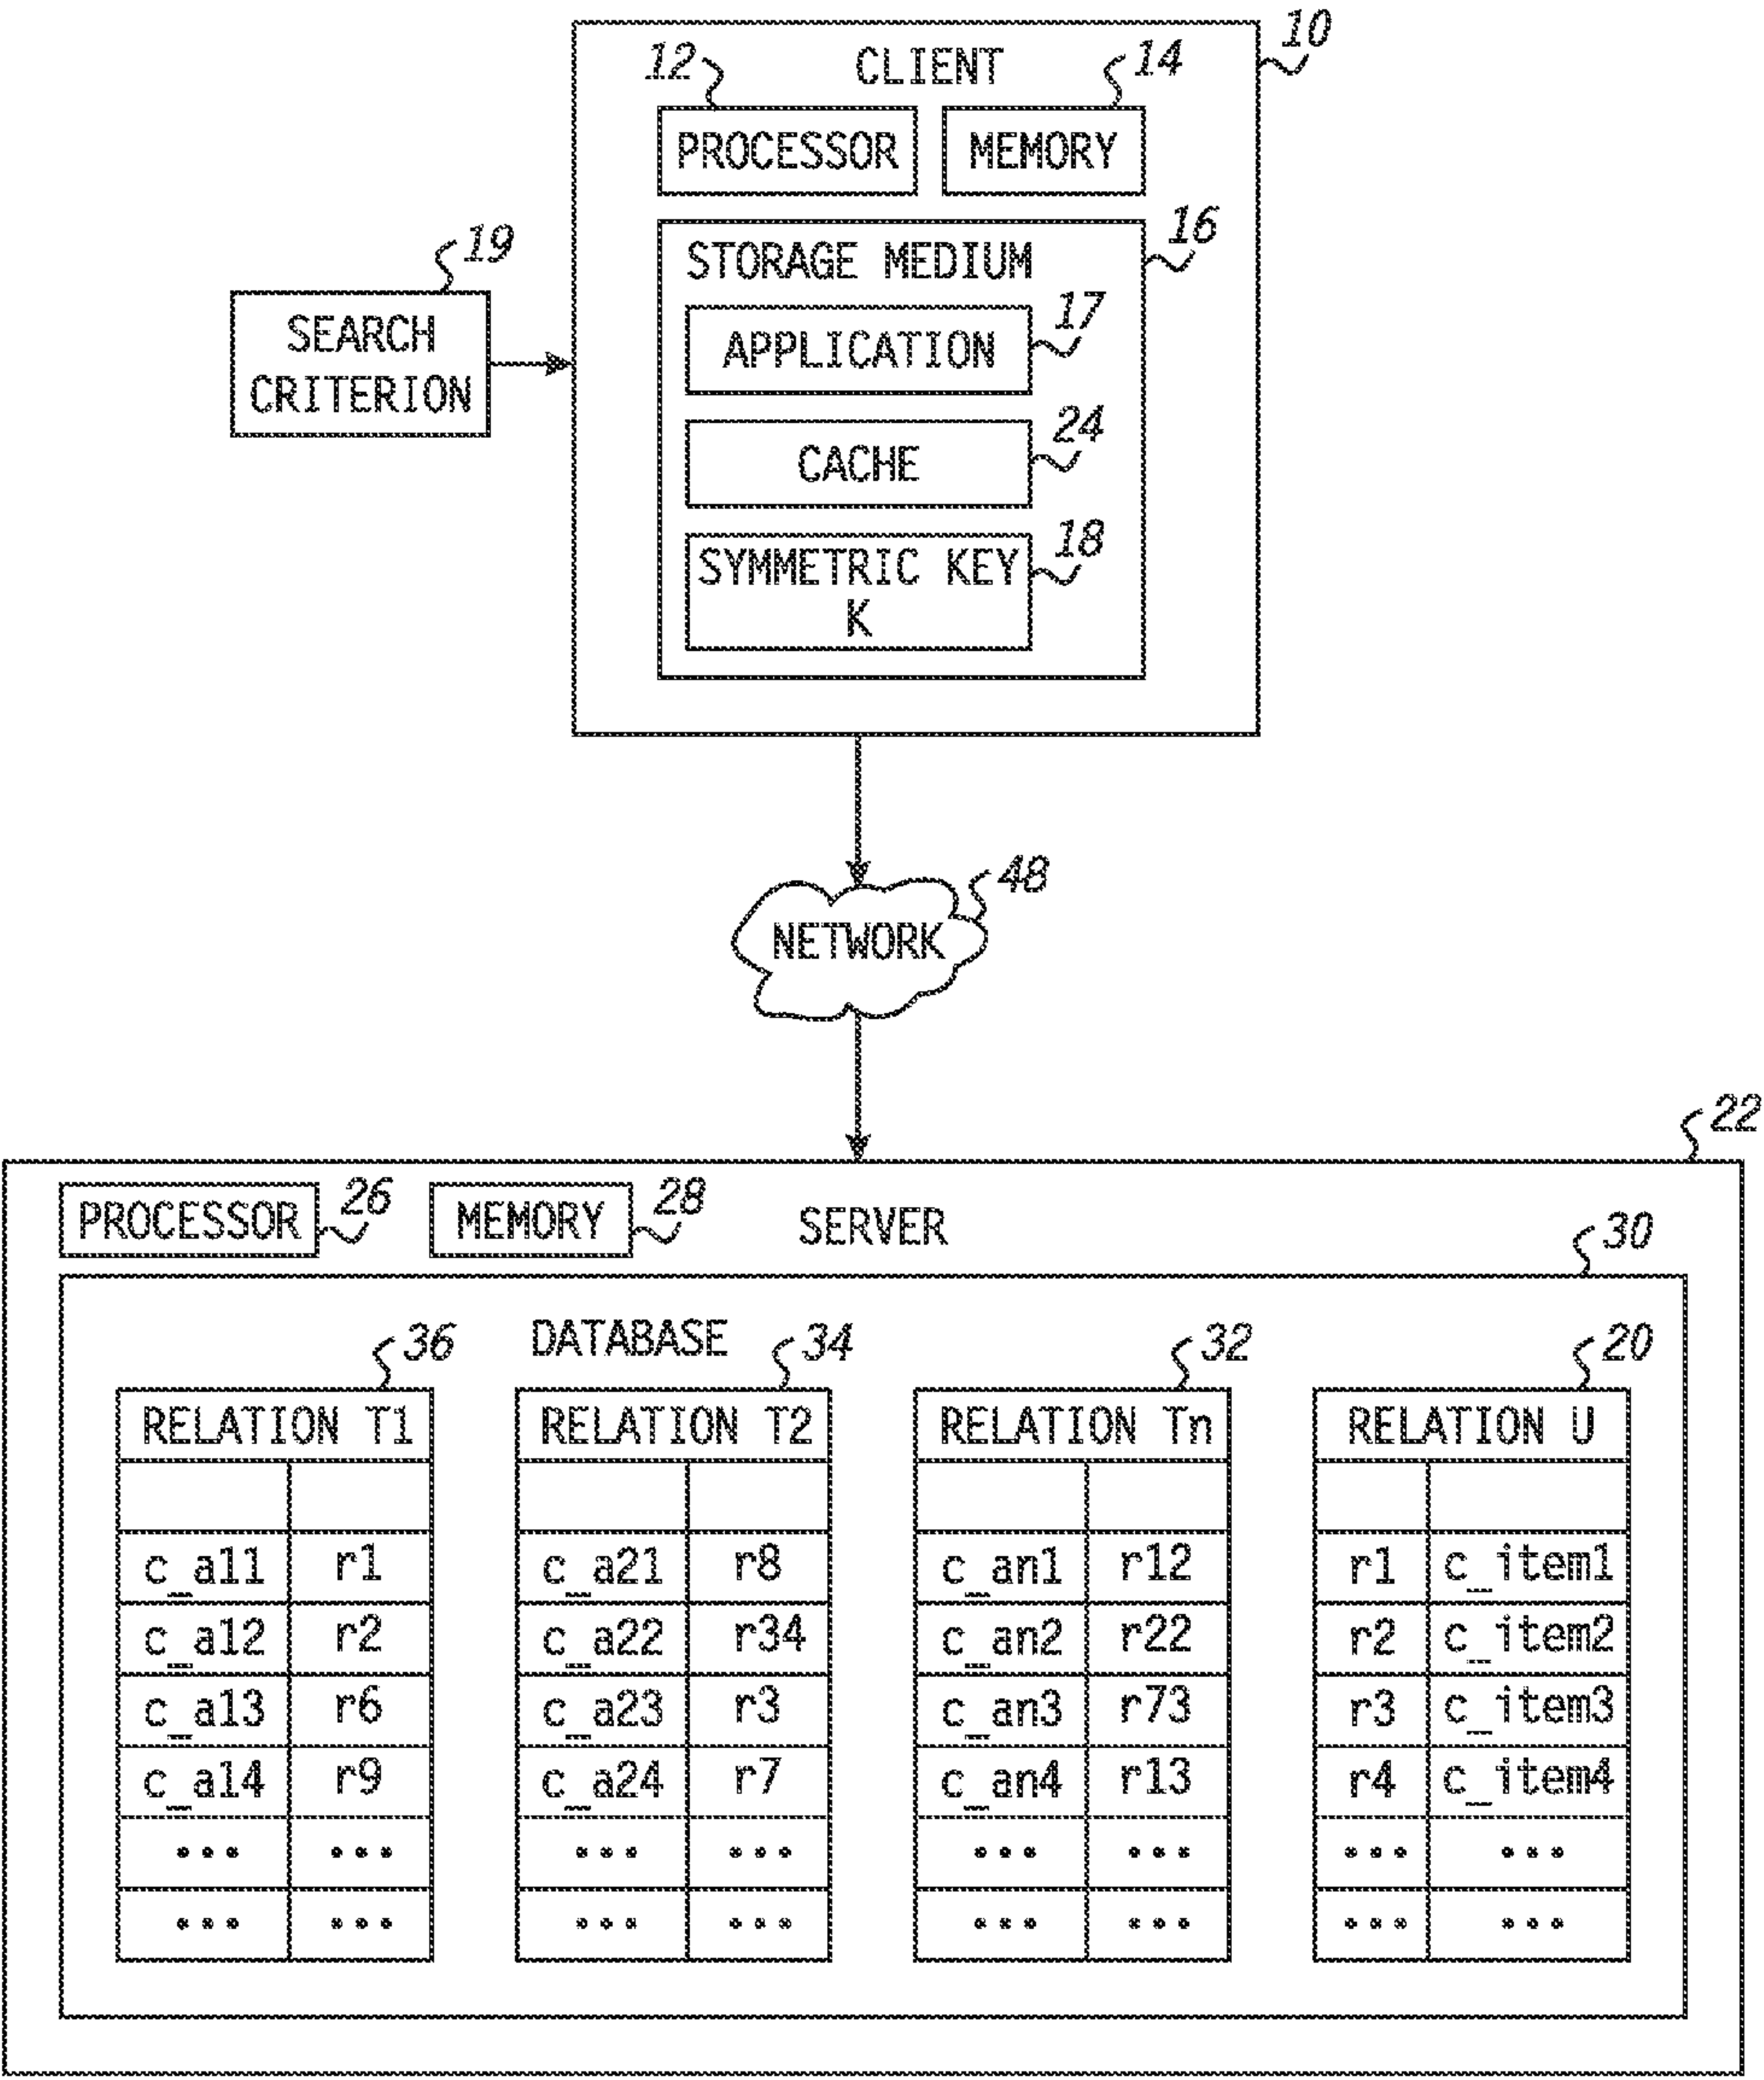 10
12 CLIENT 14
PROCESSOR MEMORY
16
STORAGE MEDIUM
19
SEARCH
CRITERION
17
APPLICATION
24
CACHE
18
SYMMETRIC KEY
K
48
NETWORK
22
PROCESSOR 26 MEMORY 28 SERVER
30
DATABASE
36 34 32 20
RELATION T1 RELATION T2 RELATION Tn RELATION U
c_a11 r1 c_a21 r8 c_an1 r12 r1 c_item1
c_a12 r2 c_a22 r34 c_an2 r22 r2 c_item2
c_a13 r6 c_a23 r3 c_an3 r73 r3 c_item3
c_a14 r9 c_a24 r7 c_an4 r13 r4 c_item4
... ... ... ... ... ... ... ...
... ... ... ... ... ... ... ...